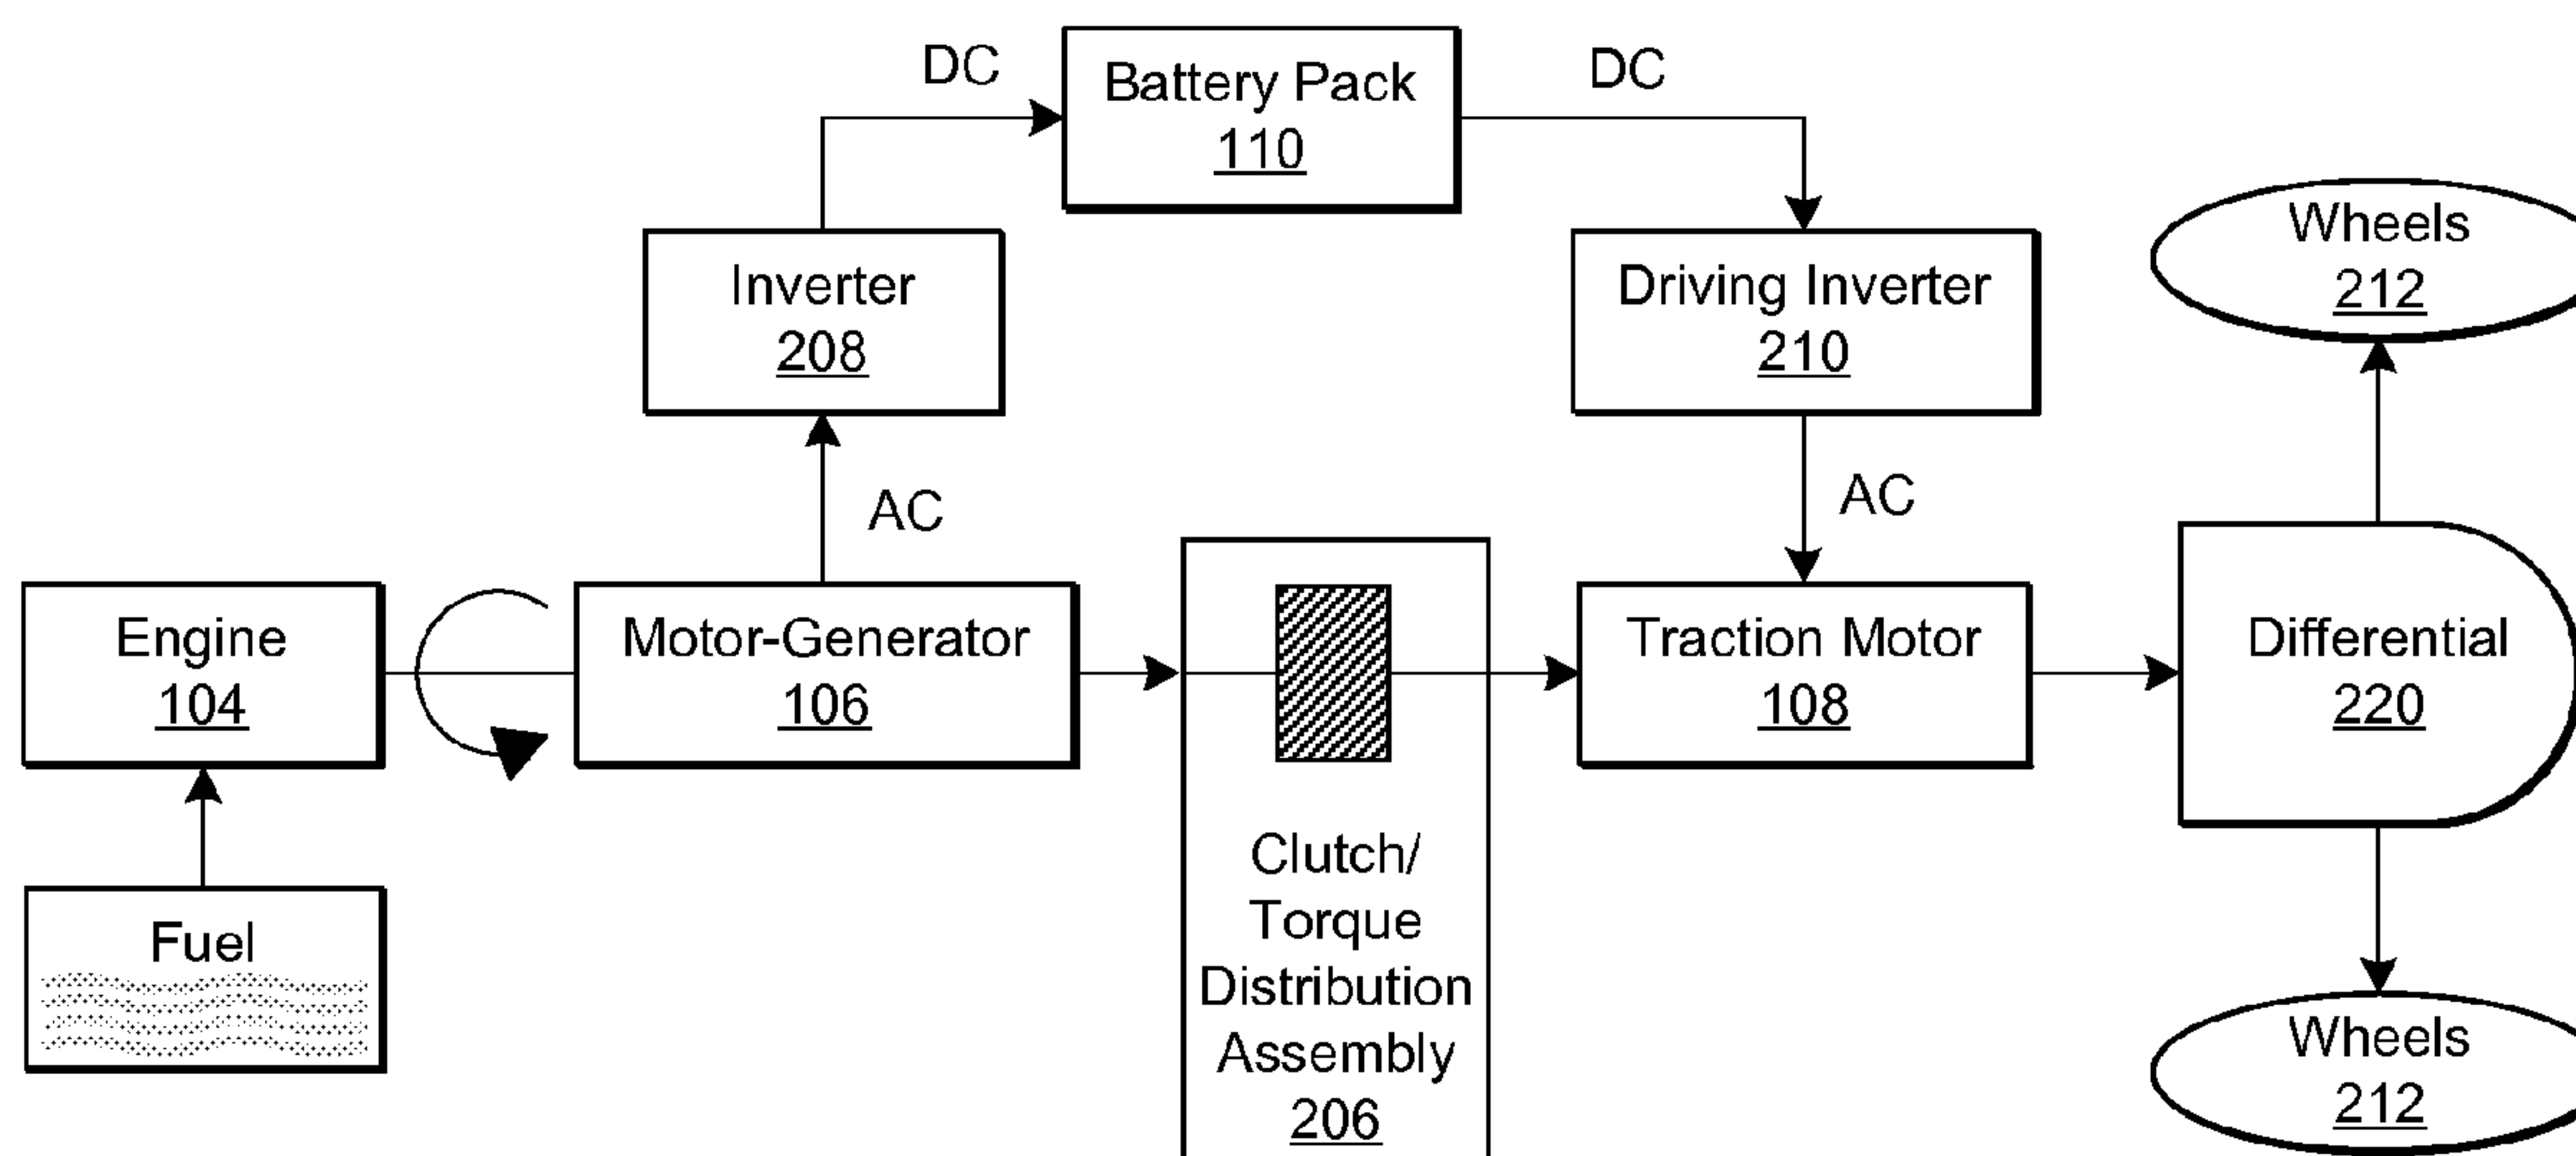 DC
Battery Pack
110
DC
Inverter
208
Driving Inverter
210
Wheels
212
AC
AC
Engine
104
Motor-Generator
106
Traction Motor
108
Differential
220
Fuel
Clutch/
Torque
Distribution
Assembly
206
Wheels
212